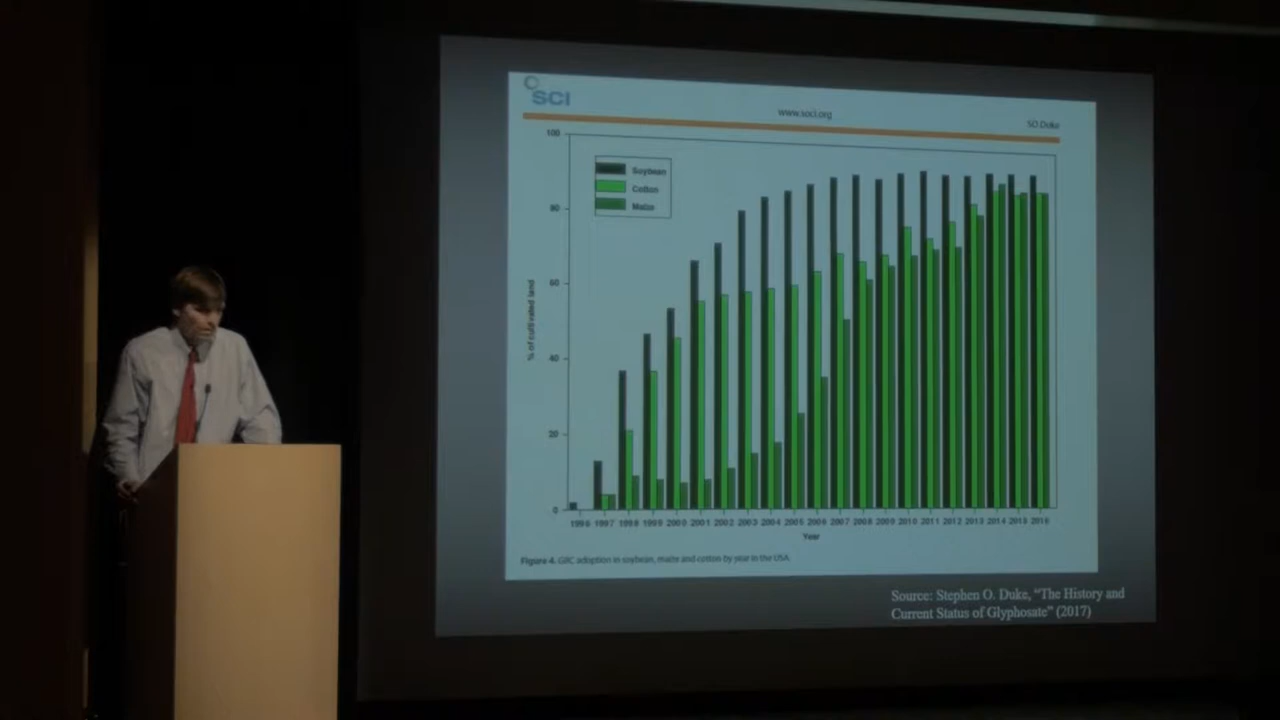 SCI
www.soci.org
SO Duke
100
80
60
40
20
0
% of cultivated land
Soybean
Cotton
Maize
1996 1997 1998 1999 2000 2001 2002 2003 2004 2005 2006 2007 2008 2009 2010 2011 2012 2013 2014 2015 2016
Year
Figure 4. GRC adoption in soybean, maize and cotton by year in the USA.
Source: Stephen O. Duke, “The History and
Current Status of Glyphosate” (2017)